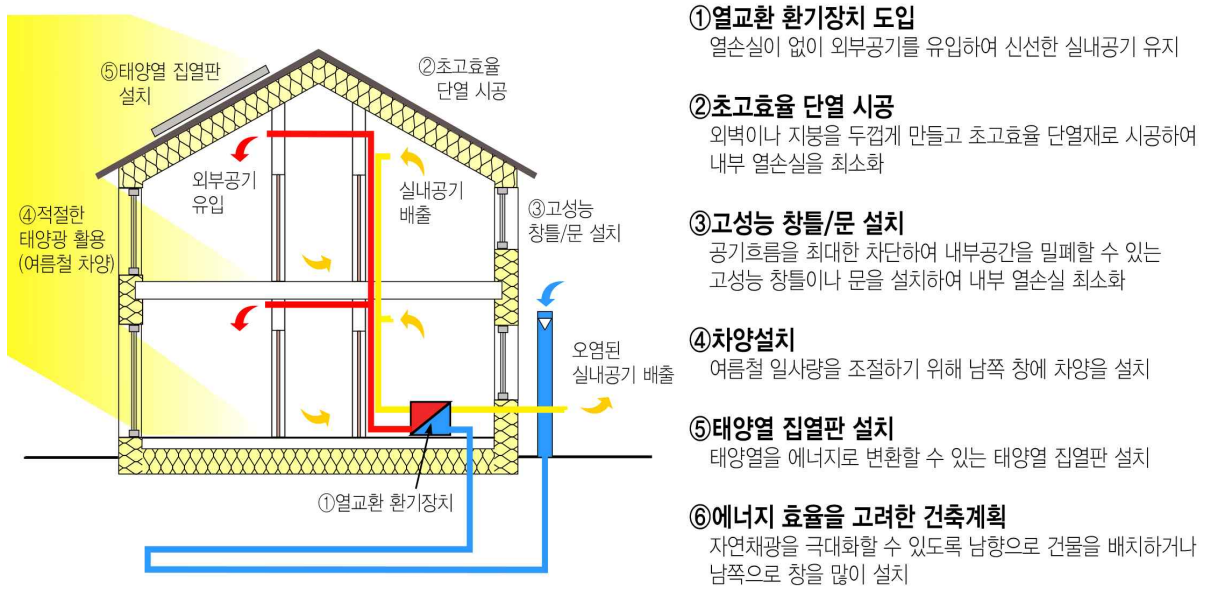 ⑤태양열 집열판
설치
②초고효율
단열 시공
외부공기
유입
실내공기
배출
④적절한
태양광 활용
(여름철 차양)
③고성능
창틀/문 설치
오염된
실내공기 배출
①열교환 환기장치
①열교환 환기장치 도입
열손실이 없이 외부공기를 유입하여 신선한 실내공기 유지
②초고효율 단열 시공
외벽이나 지붕을 두껍게 만들고 초고효율 단열재로 시공하여
내부 열손실을 최소화
③고성능 창틀/문 설치
공기흐름을 최대한 차단하여 내부공간을 밀폐할 수 있는
고성능 창틀이나 문을 설치하여 내부 열손실 최소화
④차양설치
여름철 일사량을 조절하기 위해 남쪽 창에 차양을 설치
⑤태양열 집열판 설치
태양열을 에너지로 변환할 수 있는 태양열 집열판 설치
⑥에너지 효율을 고려한 건축계획
자연채광을 극대화할 수 있도록 남향으로 건물을 배치하거나
남쪽으로 창을 많이 설치